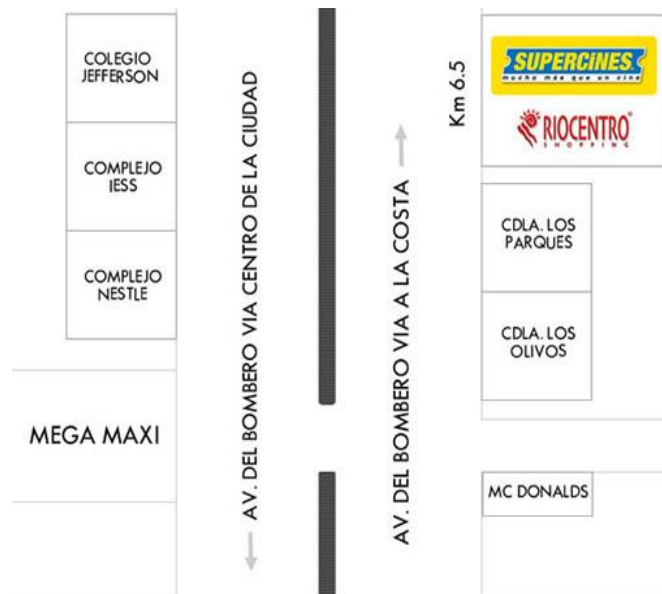 COLEGIO
JEFFERSON
COMPLEJO
IESS
COMPLEJO
NESTLE
MEGA MAXI
AV. DEL BOMBERO VIA CENTRO DE LA CIUDAD
AV. DEL BOMBERO VIA A LA COSTA
Km 6.5
SUPERCINES
mucho más que un cine
RIOCENTRO
SHOPPING
CDLA. LOS
PARQUES
CDLA. LOS
OLIVOS
MC DONALDS